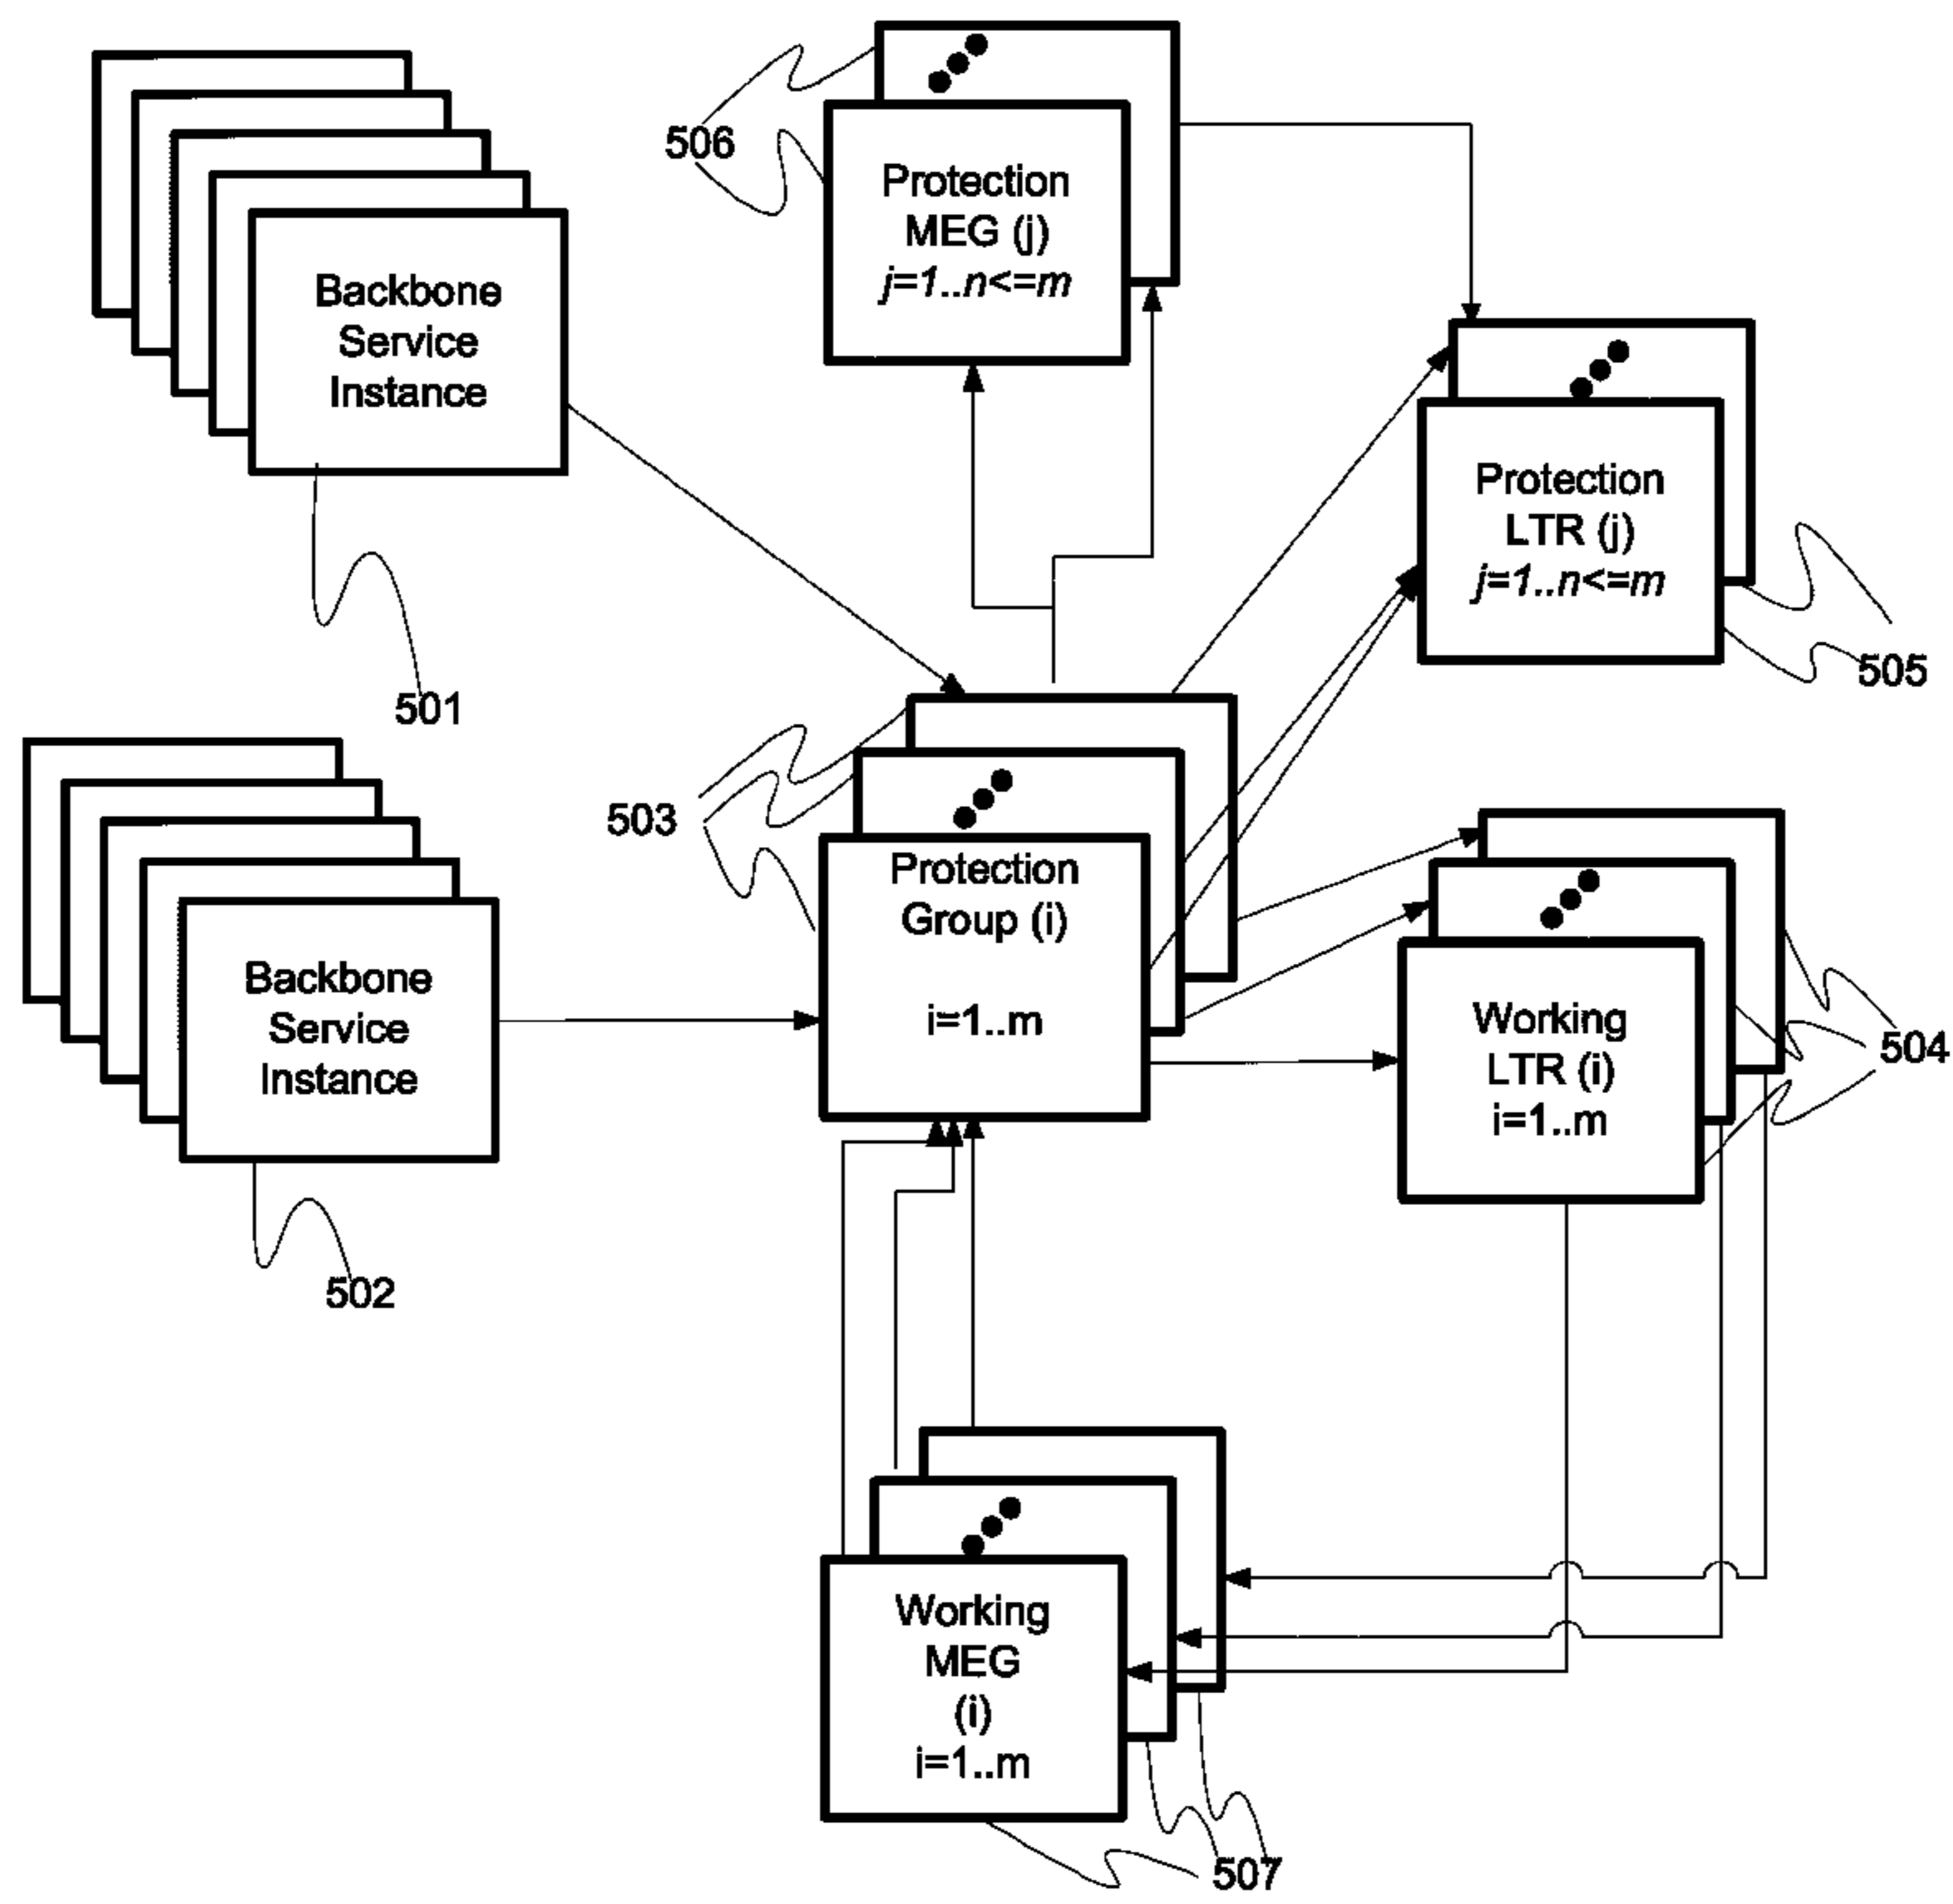 506
Protection
MEG (j)
j=1..n<=m
Backbone
Service
Instance
501
Protection
LTR (j)
j=1..n<=m
505
503
Protection
Group (i)
i=1..m
Backbone
Service
Instance
502
Working
LTR (i)
i=1..m
504
Working
MEG
(i)
i=1..m
507